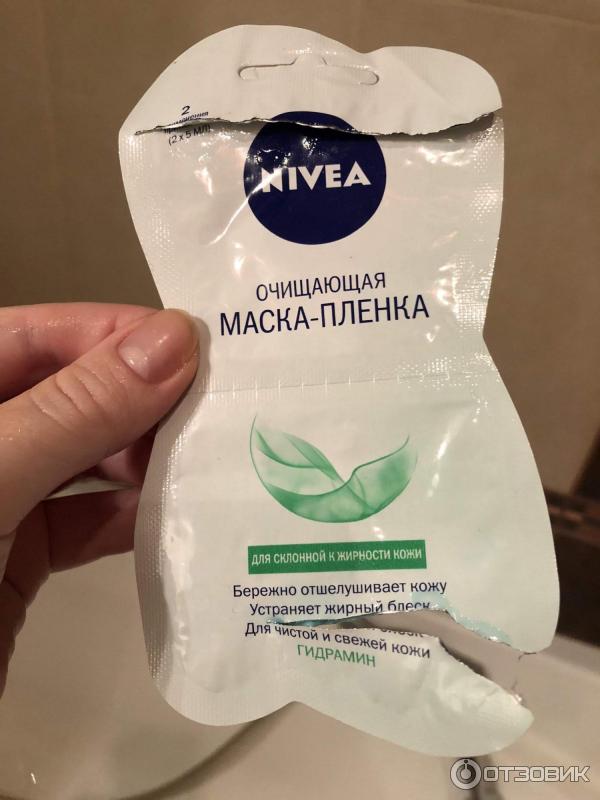 2
(2 x 5 МЛ)
NIVEA
ОЧИЩАЮЩАЯ
МАСКА-ПЛЕНКА
ДЛЯ СКЛОННОЙ К ЖИРНОСТИ КОЖИ
Бережно отшелушивает кожу
Устраняет жирный блеск
Для чистой и свежей кожи
ГИДРАМИН
ОТЗОВИК